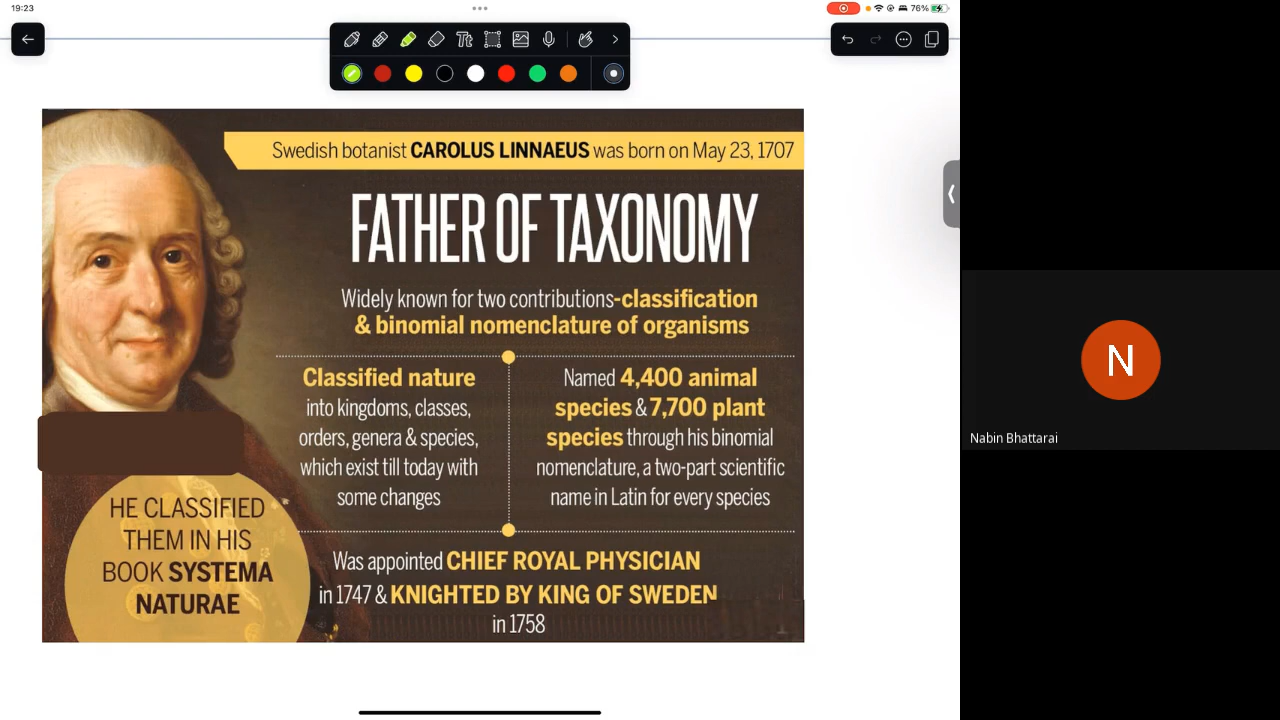 19:23
76%
Swedish botanist CAROLUS LINNAEUS was born on May 23, 1707
FATHER OF TAXONOMY
Widely known for two contributions-classification
& binomial nomenclature of organisms
Classified nature
into kingdoms, classes,
orders, genera & species,
which exist till today with
some changes
Named 4,400 animal
species & 7,700 plant
species through his binomial
nomenclature, a two-part scientific
name in Latin for every species
HE CLASSIFIED
THEM IN HIS
BOOK SYSTEMA
NATURAE
Was appointed CHIEF ROYAL PHYSICIAN
in 1747 & KNIGHTED BY KING OF SWEDEN
in 1758
Tt
N
Nabin Bhattarai